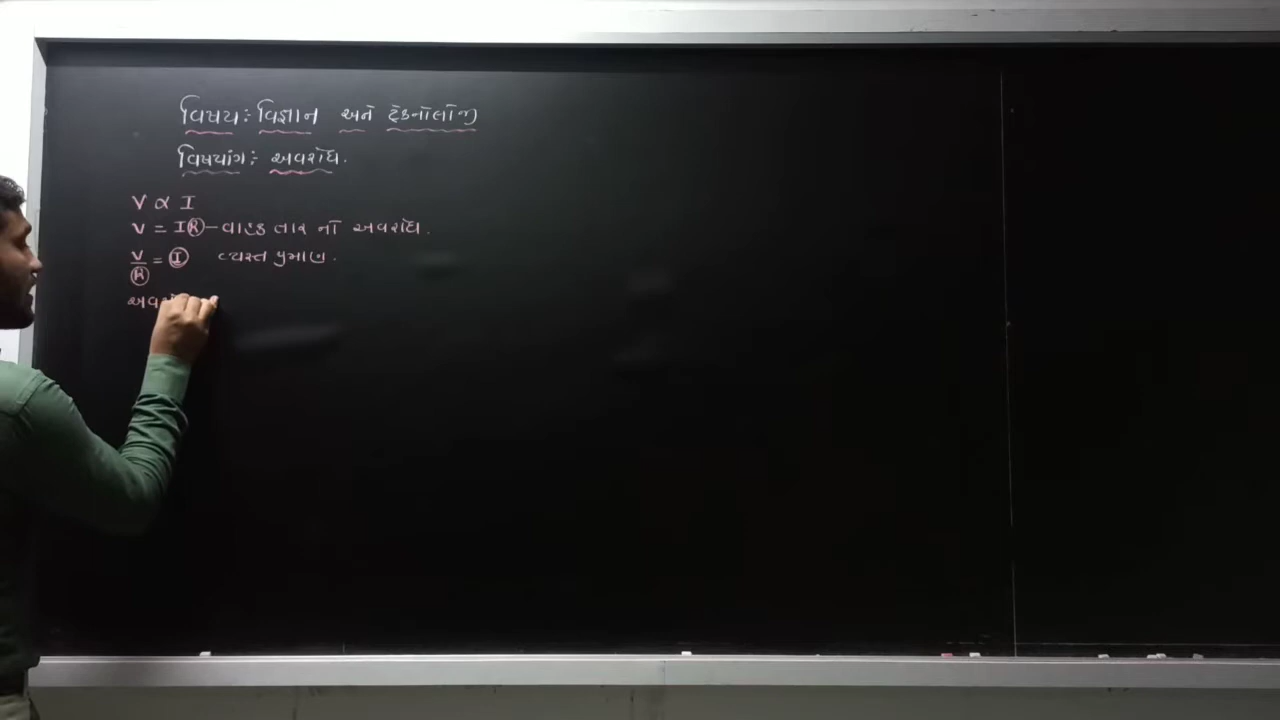 વિષય : વિજ્ઞાન અને ટેકનોલોજી
વિષયાંગ : અવરોધ.
V ∝ I
V = IR – વાહક તાર નો અવરોધ.
V/R = I વ્યસ્ત પ્રમાણ.